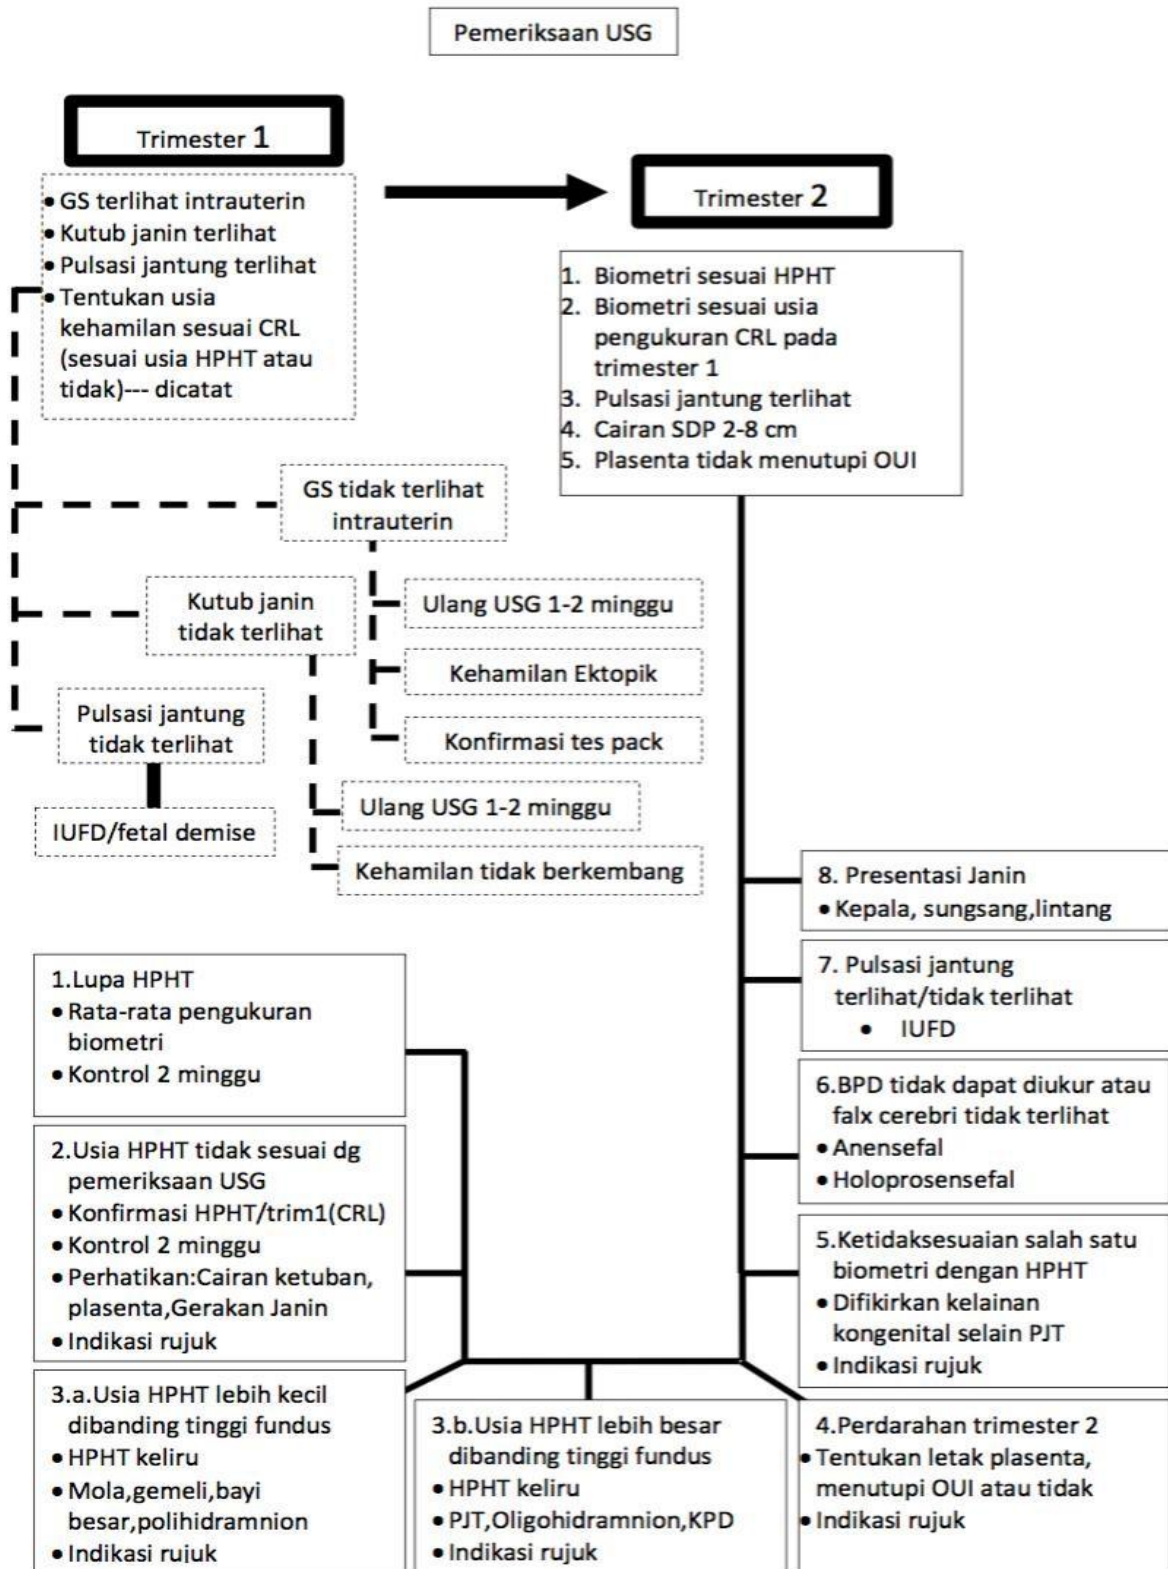 Pemeriksaan USG
Trimester 1
• GS terlihat intrauterin
• Kutub janin terlihat
• Pulsasi jantung terlihat
• Tentukan usia
kehamilan sesuai CRL
(sesuai usia HPHT atau
tidak)--- dicatat
Trimester 2
1. Biometri sesuai HPHT
2. Biometri sesuai usia
pengukuran CRL pada
trimester 1
3. Pulsasi jantung terlihat
4. Cairan SDP 2-8 cm
5. Plasenta tidak menutupi OUI
GS tidak terlihat
intrauterin
Ulang USG 1-2 minggu
Kehamilan Ektopik
Konfirmasi tes pack
Kutub janin
tidak terlihat
Ulang USG 1-2 minggu
Kehamilan tidak berkembang
Pulsasi jantung
tidak terlihat
IUFD/fetal demise
8. Presentasi Janin
• Kepala, sungsang,lintang
7. Pulsasi jantung
terlihat/tidak terlihat
• IUFD
6.BPD tidak dapat diukur atau
falx cerebri tidak terlihat
• Anensefal
• Holoprosensefal
5.Ketidaksesuaian salah satu
biometri dengan HPHT
• Difikirkan kelainan
kongenital selain PJT
• Indikasi rujuk
1.Lupa HPHT
• Rata-rata pengukuran
biometri
• Kontrol 2 minggu
2.Usia HPHT tidak sesuai dg
pemeriksaan USG
• Konfirmasi HPHT/trim1(CRL)
• Kontrol 2 minggu
• Perhatikan:Cairan ketuban,
plasenta,Gerakan Janin
• Indikasi rujuk
3.a.Usia HPHT lebih kecil
dibanding tinggi fundus
• HPHT keliru
• Mola,gemeli,bayi
besar,polihidramnion
• Indikasi rujuk
3.b.Usia HPHT lebih besar
dibanding tinggi fundus
• HPHT keliru
• PJT,Oligohidramnion,KPD
• Indikasi rujuk
4.Perdarahan trimester 2
• Tentukan letak plasenta,
menutupi OUI atau tidak
• Indikasi rujuk